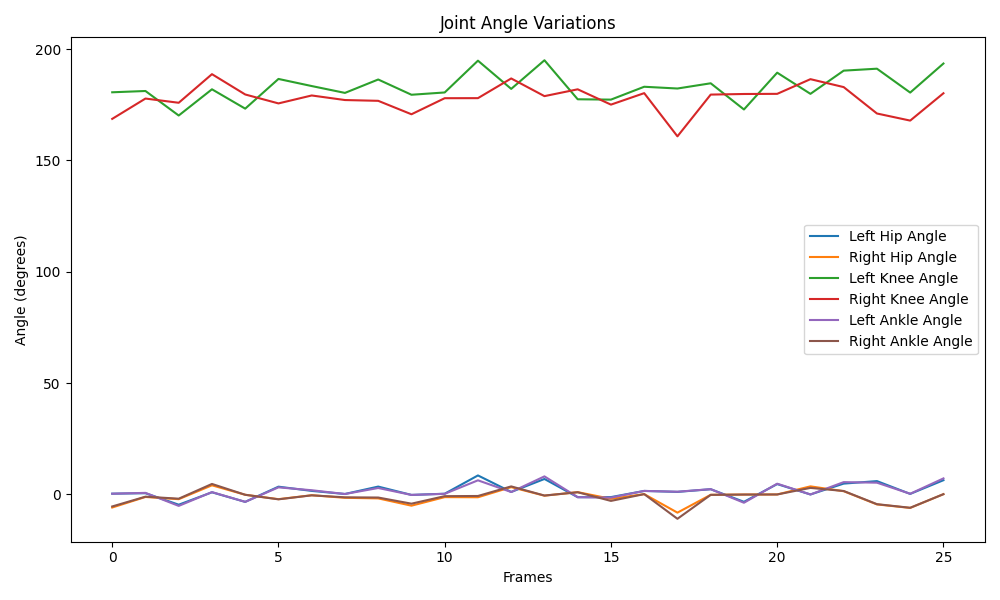 Joint Angle Variations
200
150
100
50
0
Angle (degrees)
Left Hip Angle
Right Hip Angle
Left Knee Angle
Right Knee Angle
Left Ankle Angle
Right Ankle Angle
0 5 10 15 20 25
Frames